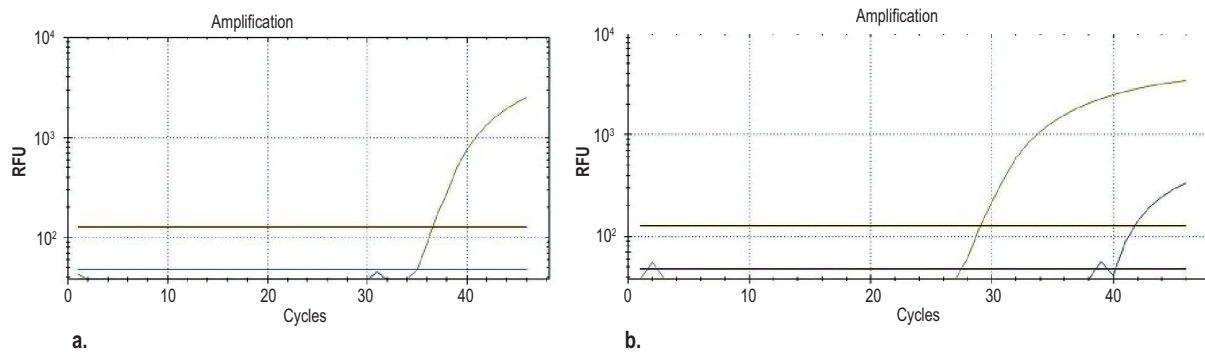 Amplification
10⁴
10³
10²
RFU
0 10 20 30 40
Cycles
a.
Amplification
10⁴
10³
10²
RFU
0 10 20 30 40
Cycles
b.